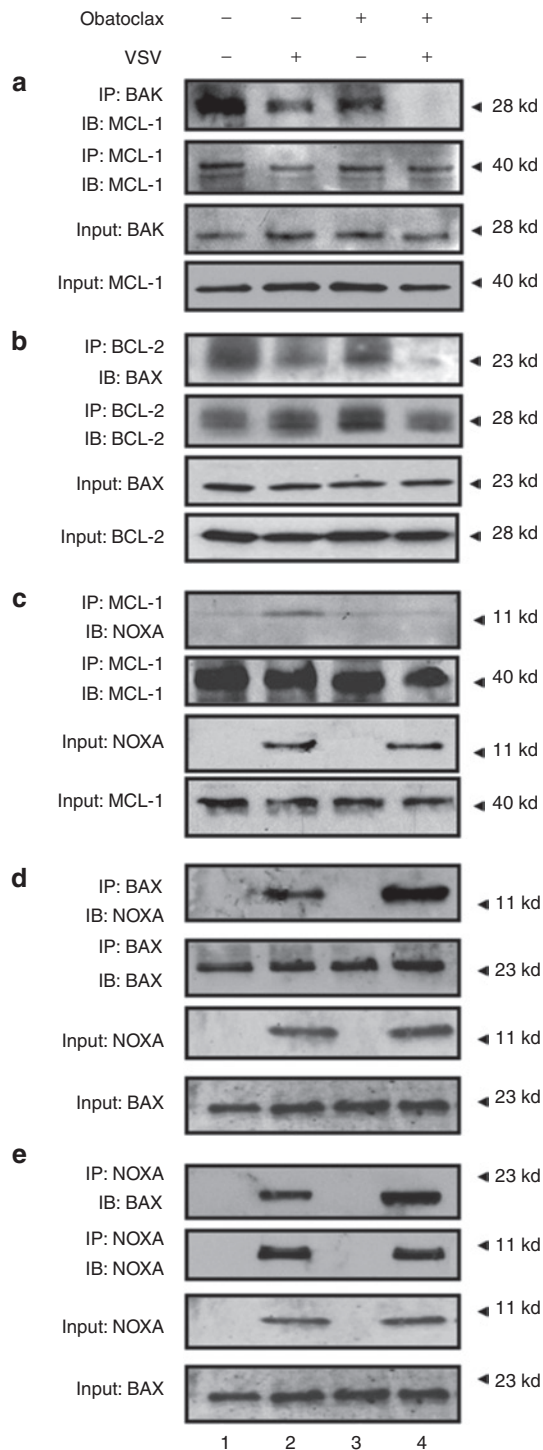 Obatoclax – – + +
VSV – + – +
a
IP: BAK
IB: MCL-1
28 kd
IP: MCL-1
IB: MCL-1
40 kd
Input: BAK
28 kd
Input: MCL-1
40 kd
b
IP: BCL-2
IB: BAX
23 kd
IP: BCL-2
IB: BCL-2
28 kd
Input: BAX
23 kd
Input: BCL-2
28 kd
c
IP: MCL-1
IB: NOXA
11 kd
IP: MCL-1
IB: MCL-1
40 kd
Input: NOXA
11 kd
Input: MCL-1
40 kd
d
IP: BAX
IB: NOXA
11 kd
IP: BAX
IB: BAX
23 kd
Input: NOXA
11 kd
Input: BAX
23 kd
e
IP: NOXA
IB: BAX
23 kd
IP: NOXA
IB: NOXA
11 kd
Input: NOXA
11 kd
Input: BAX
23 kd
1 2 3 4